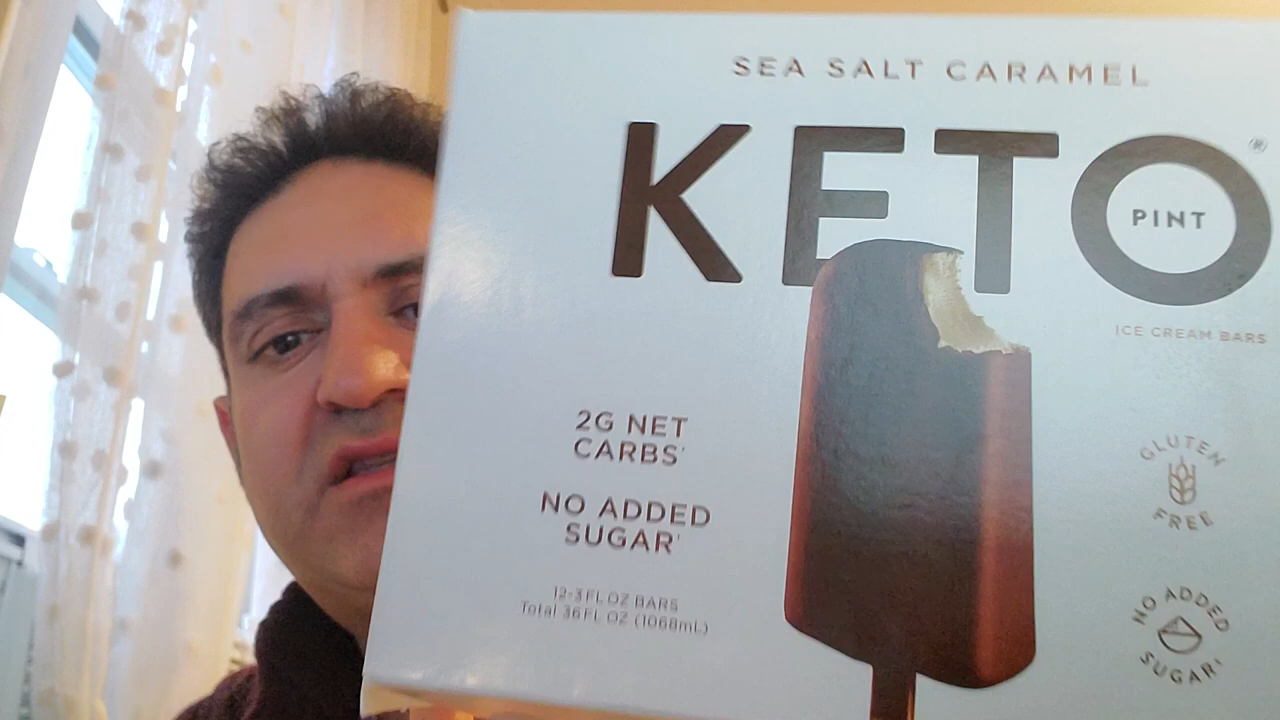 SEA SALT CARAMEL
KETO®
PINT
ICE CREAM BARS
2G NET
CARBS'
NO ADDED
SUGAR'
12-3 FL OZ BARS
Total 36 FL OZ (1068mL)
GLUTEN
FREE
NO ADDED
SUGAR'